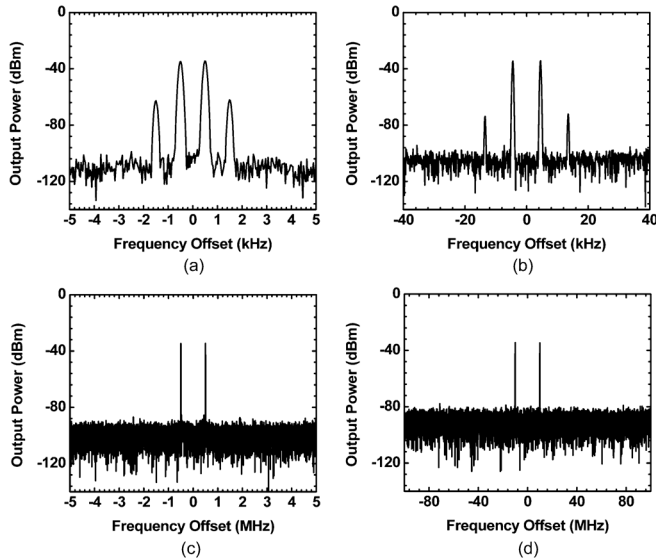 0
-40
-80
-120
Output Power (dBm)
-5 -4 -3 -2 -1 0 1 2 3 4 5
Frequency Offset (kHz)
(a)
0
-40
-80
-120
Output Power (dBm)
-40 -20 0 20 40
Frequency Offset (kHz)
(b)
0
-40
-80
-120
Output Power (dBm)
-5 -4 -3 -2 -1 0 1 2 3 4 5
Frequency Offset (MHz)
(c)
0
-40
-80
-120
Output Power (dBm)
-80 -40 0 40 80
Frequency Offset (MHz)
(d)